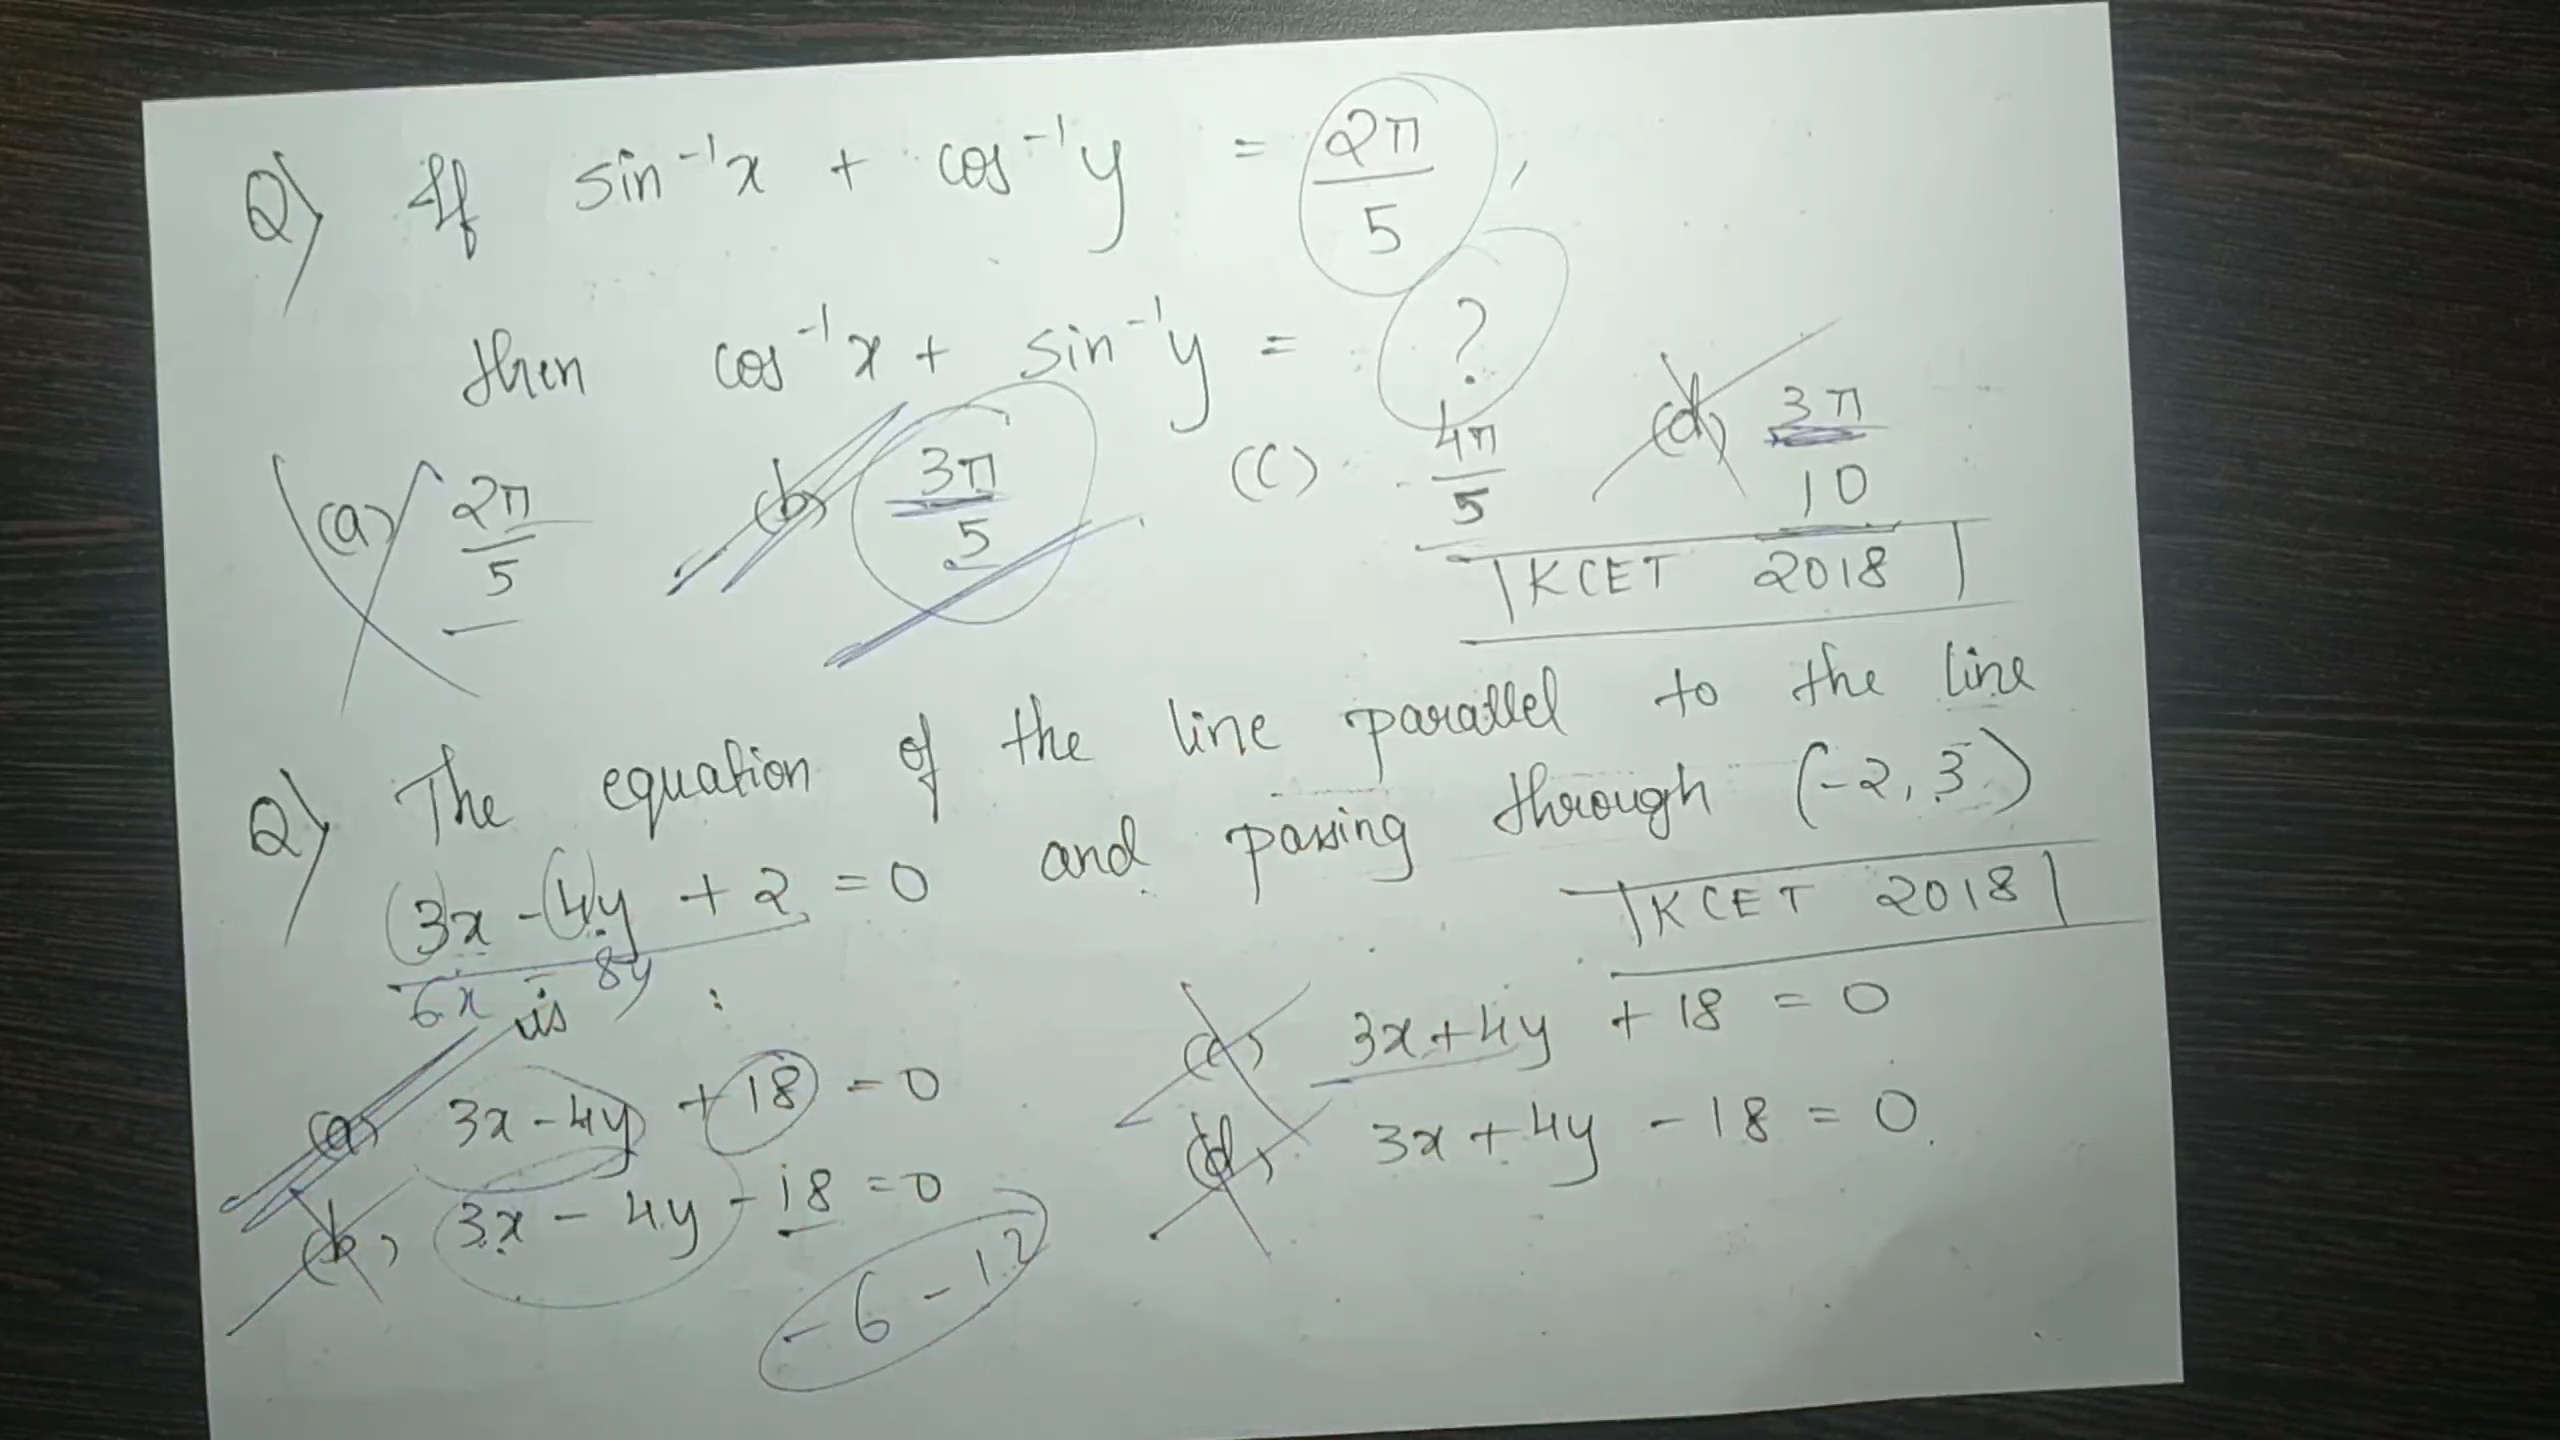 Q) If sin⁻¹x + cos⁻¹y = 2π/5 ,
then cos⁻¹x + sin⁻¹y = ?
(a) 2π/5 (b) 3π/5 (c) 4π/5 (d) 3π/10
KCET 2018
Q) The equation of the line parallel to the line
3x - 4y + 2 = 0 and passing through (-2, 3)
6x - 8y
is :
KCET 2018
(a) 3x - 4y + 18 = 0
(b) 3x - 4y - 18 = 0
(c) 3x + 4y + 18 = 0
(d) 3x + 4y - 18 = 0.
- 6 - 12